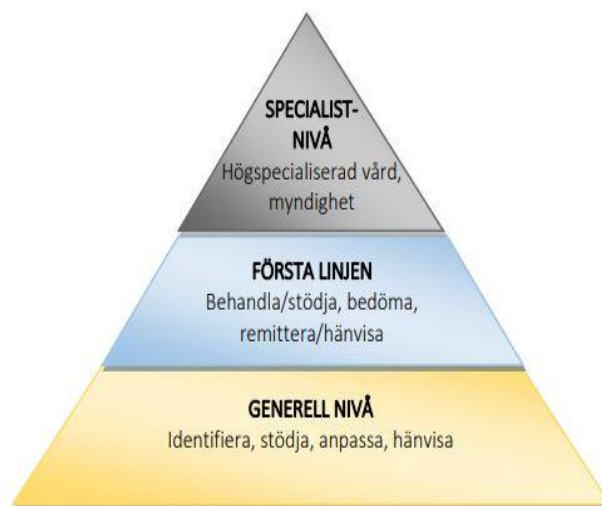 SPECIALIST-
NIVÅ
Högspecialiserad vård,
myndighet
FÖRSTA LINJEN
Behandla/stödja, bedöma,
remittera/hänvisa
GENERELL NIVÅ
Identifiera, stödja, anpassa, hänvisa